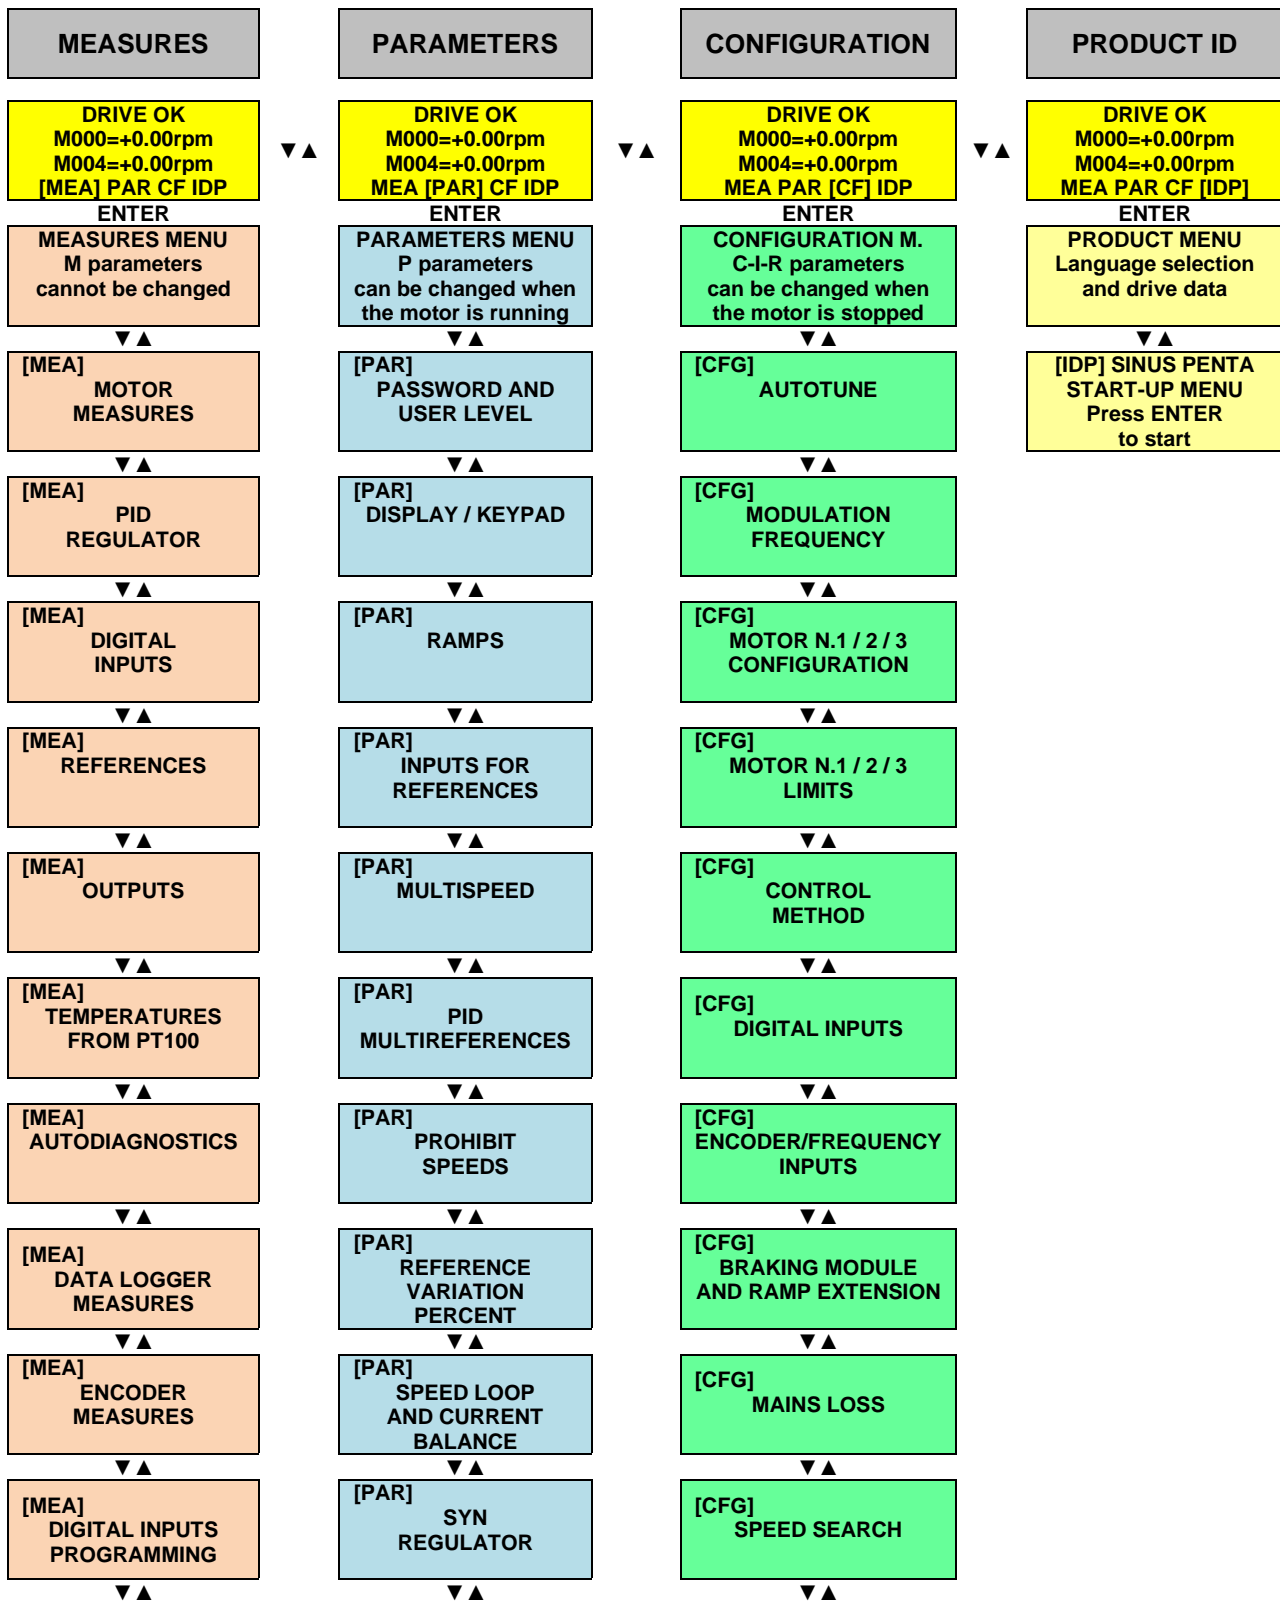 MEASURES
PARAMETERS
CONFIGURATION
PRODUCT ID
DRIVE OK
M000=+0.00rpm
M004=+0.00rpm
[MEA] PAR CF IDP
▼▲
DRIVE OK
M000=+0.00rpm
M004=+0.00rpm
MEA [PAR] CF IDP
▼▲
DRIVE OK
M000=+0.00rpm
M004=+0.00rpm
MEA PAR [CF] IDP
▼▲
DRIVE OK
M000=+0.00rpm
M004=+0.00rpm
MEA PAR CF [IDP]
ENTER
MEASURES MENU
M parameters
cannot be changed
▼▲
[MEA]
MOTOR
MEASURES
▼▲
[MEA]
PID
REGULATOR
▼▲
[MEA]
DIGITAL
INPUTS
▼▲
[MEA]
REFERENCES
▼▲
[MEA]
OUTPUTS
▼▲
[MEA]
TEMPERATURES
FROM PT100
▼▲
[MEA]
AUTODIAGNOSTICS
▼▲
[MEA]
DATA LOGGER
MEASURES
▼▲
[MEA]
ENCODER
MEASURES
▼▲
[MEA]
DIGITAL INPUTS
PROGRAMMING
▼▲
ENTER
PARAMETERS MENU
P parameters
can be changed when
the motor is running
▼▲
[PAR]
PASSWORD AND
USER LEVEL
▼▲
[PAR]
DISPLAY / KEYPAD
▼▲
[PAR]
RAMPS
▼▲
[PAR]
INPUTS FOR
REFERENCES
▼▲
[PAR]
MULTISPEED
▼▲
[PAR]
PID
MULTIREFERENCES
▼▲
[PAR]
PROHIBIT
SPEEDS
▼▲
[PAR]
REFERENCE
VARIATION
PERCENT
▼▲
[PAR]
SPEED LOOP
AND CURRENT
BALANCE
▼▲
[PAR]
SYN
REGULATOR
▼▲
ENTER
CONFIGURATION M.
C-I-R parameters
can be changed when
the motor is stopped
▼▲
[CFG]
AUTOTUNE
▼▲
[CFG]
MODULATION
FREQUENCY
▼▲
[CFG]
MOTOR N.1 / 2 / 3
CONFIGURATION
▼▲
[CFG]
MOTOR N.1 / 2 / 3
LIMITS
▼▲
[CFG]
CONTROL
METHOD
▼▲
[CFG]
DIGITAL INPUTS
▼▲
[CFG]
ENCODER/FREQUENCY
INPUTS
▼▲
[CFG]
BRAKING MODULE
AND RAMP EXTENSION
▼▲
[CFG]
MAINS LOSS
▼▲
[CFG]
SPEED SEARCH
▼▲
ENTER
PRODUCT MENU
Language selection
and drive data
▼▲
[IDP] SINUS PENTA
START-UP MENU
Press ENTER
to start